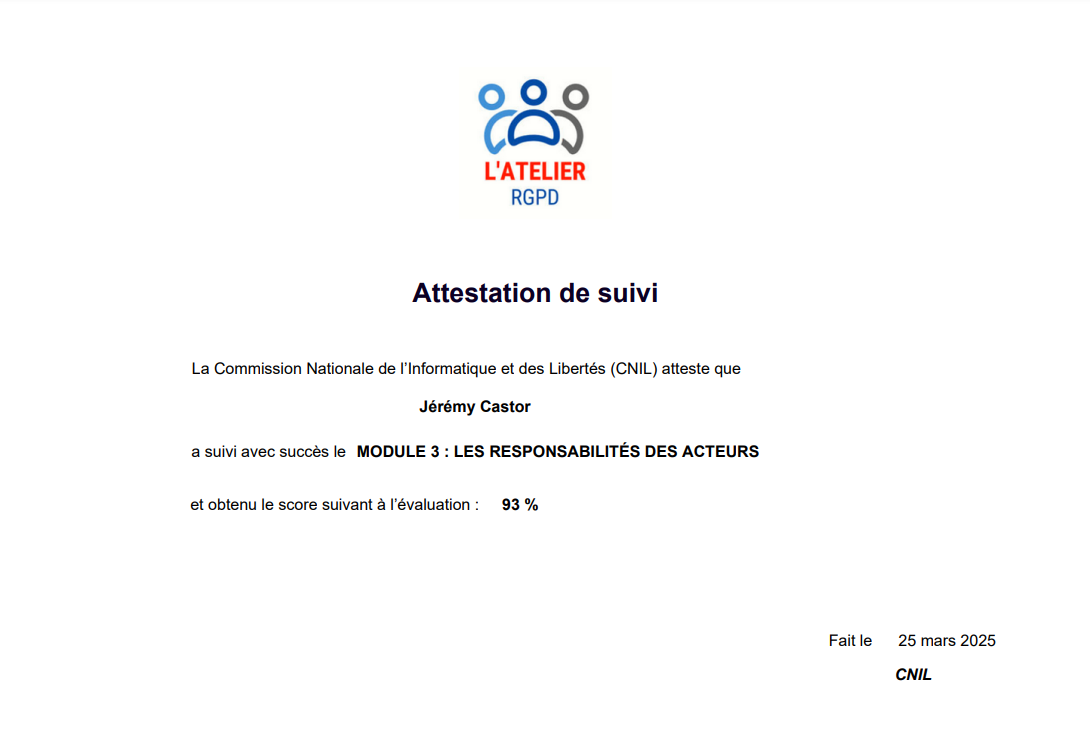 L'ATELIER
RGPD
Attestation de suivi
La Commission Nationale de l’Informatique et des Libertés (CNIL) atteste que
Jérémy Castor
a suivi avec succès le MODULE 3 : LES RESPONSABILITÉS DES ACTEURS
et obtenu le score suivant à l’évaluation : 93 %
Fait le 25 mars 2025
CNIL